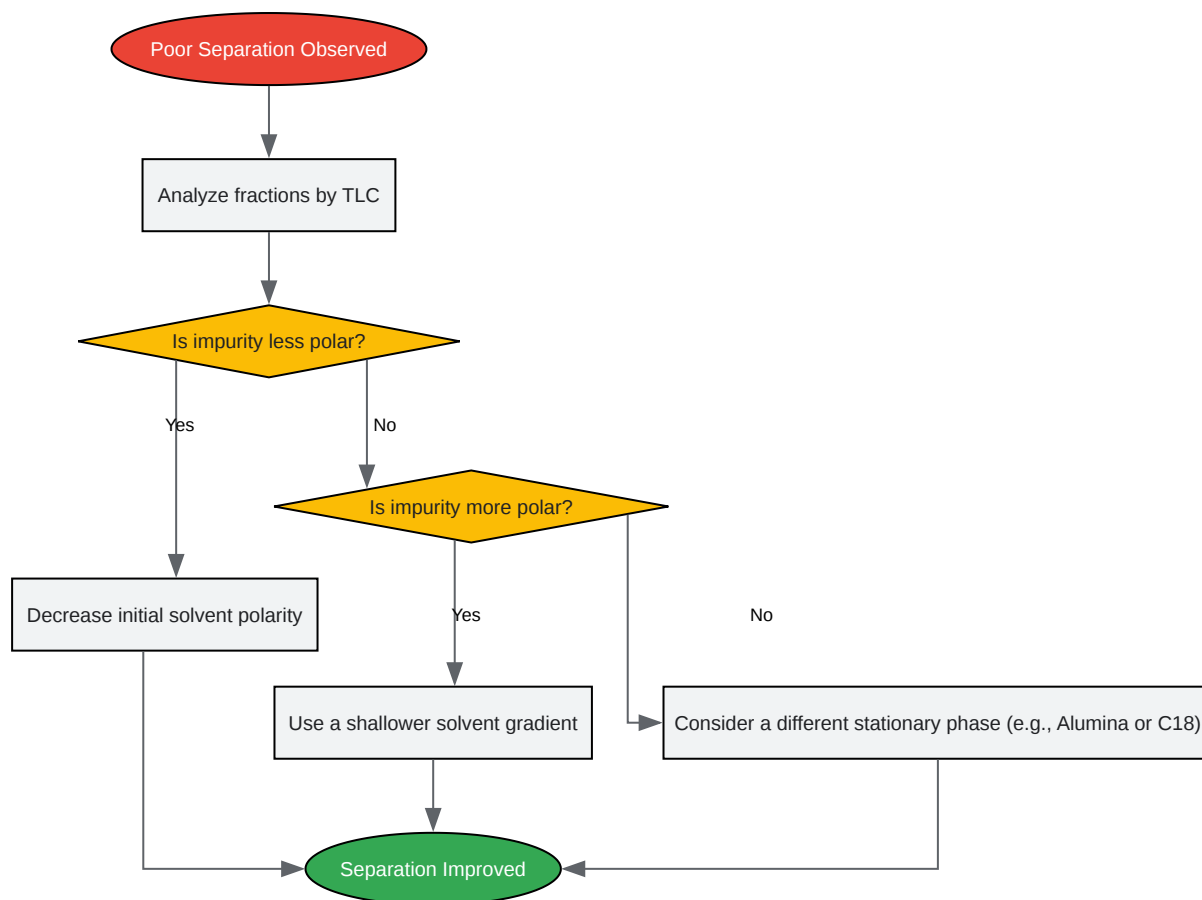 Poor Separation Observed
Analyze fractions by TLC
Is impurity less polar?
Yes
No
Is impurity more polar?
Decrease initial solvent polarity
Yes
No
Use a shallower solvent gradient
Consider a different stationary phase (e.g., Alumina or C18)
Separation Improved